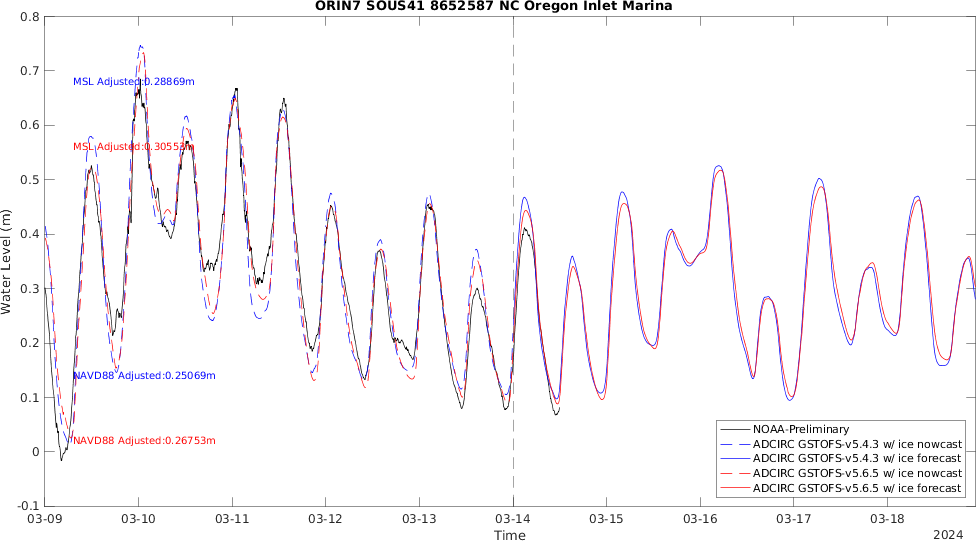 ORIN7 SOUS41 8652587 NC Oregon Inlet Marina
0.8
0.7
0.6
0.5
0.4
0.3
0.2
0.1
0
-0.1
Water Level (m)
MSL Adjusted:0.28869m
MSL Adjusted:0.30553m
NAVD88 Adjusted:0.25069m
NAVD88 Adjusted:0.26753m
NOAA-Preliminary
ADCIRC GSTOFS-v5.4.3 w/ ice nowcast
ADCIRC GSTOFS-v5.4.3 w/ ice forecast
ADCIRC GSTOFS-v5.6.5 w/ ice nowcast
ADCIRC GSTOFS-v5.6.5 w/ ice forecast
03-09 03-10 03-11 03-12 03-13 03-14 03-15 03-16 03-17 03-18
Time
2024